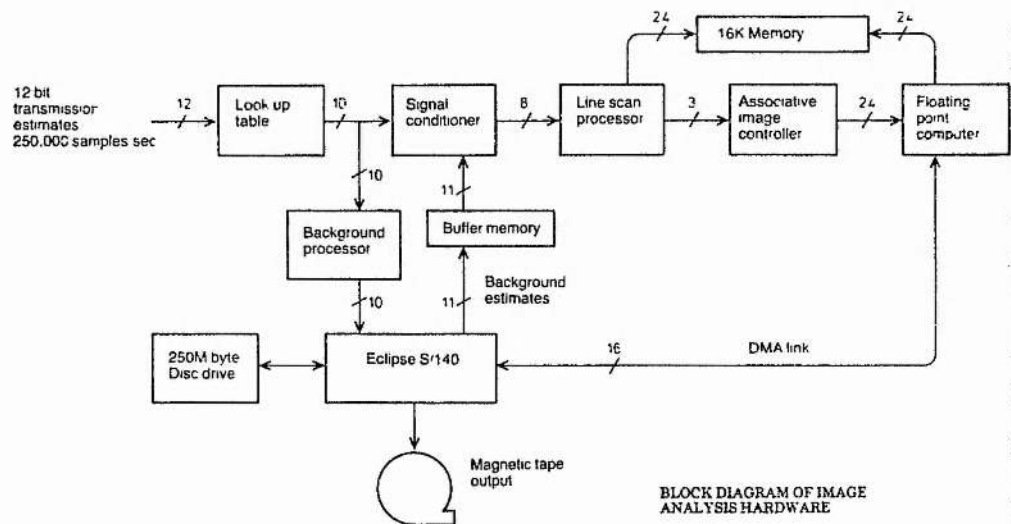 24
24
16K Memory
12 bit
transmission
estimates
250.000 samples sec
12
Look up
table
10
Signal
conditioner
8
Line scan
processor
3
Associative
image
controller
24
Floating
point
computer
10
11
Background
processor
Buffer memory
10
11
Background
estimates
250M byte
Disc drive
Eclipse S/140
16
DMA link
Magnetic tape
output
BLOCK DIAGRAM OF IMAGE
ANALYSIS HARDWARE